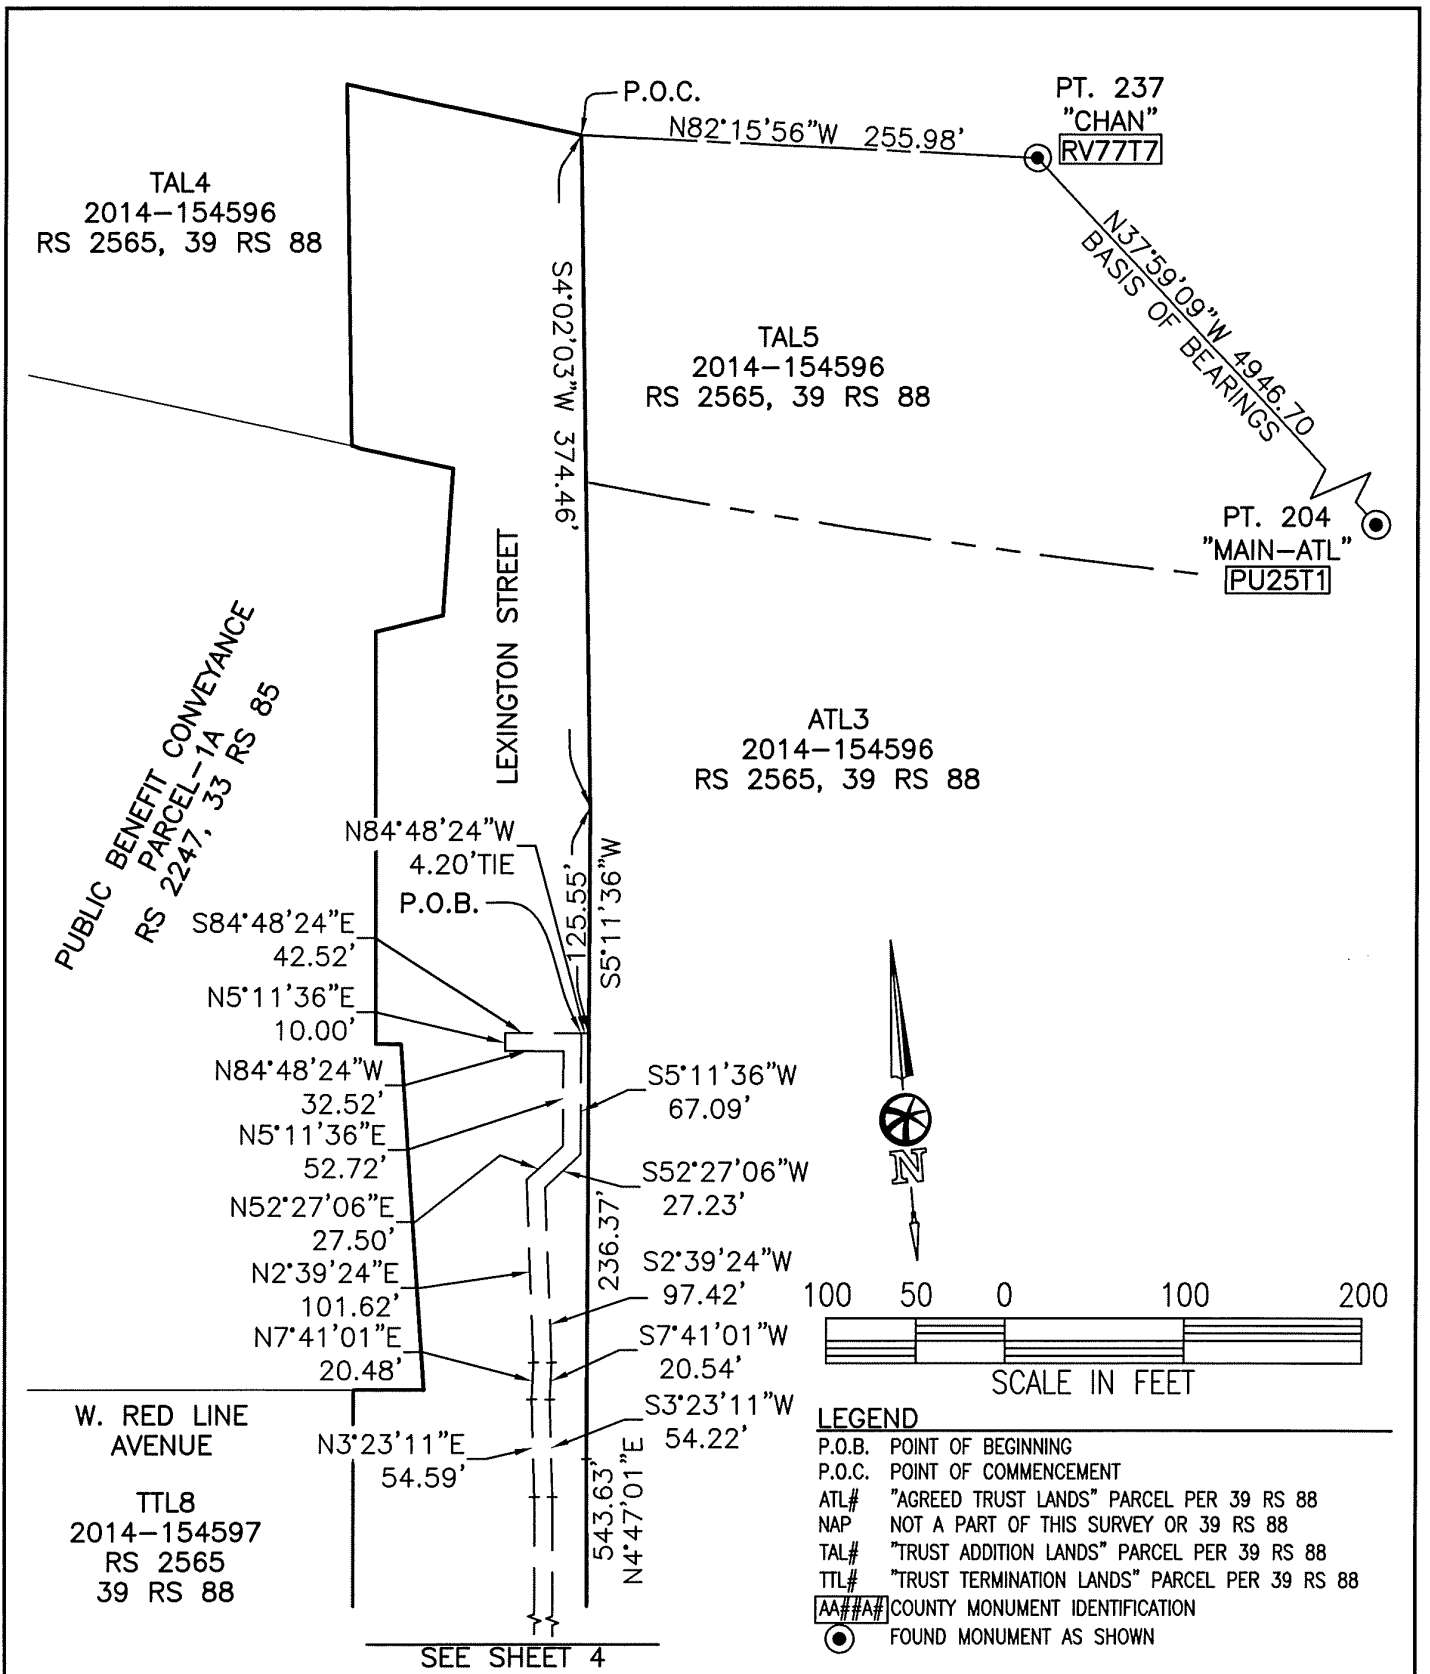 P.O.C.
N82°15'56"W 255.98'
PT. 237
"CHAN"
RV77T7
TAL4
2014-154596
RS 2565, 39 RS 88
N37°59'09"W 4946.70
BASIS OF BEARINGS
S4°02'03"W 374.46'
TAL5
2014-154596
RS 2565, 39 RS 88
PT. 204
"MAIN-ATL"
PU25T1
LEXINGTON STREET
PUBLIC BENEFIT CONVEYANCE
PARCEL-1A
RS 2247, 33 RS 85
ATL3
2014-154596
RS 2565, 39 RS 88
N84°48'24"W
4.20'TIE
P.O.B.
125.55'
S5°11'36"W
S84°48'24"E
42.52'
N5°11'36"E
10.00'
N84°48'24"W
32.52'
N5°11'36"E
52.72'
N52°27'06"E
27.50'
N2°39'24"E
101.62'
N7°41'01"E
20.48'
N3°23'11"E
54.59'
S5°11'36"W
67.09'
S52°27'06"W
27.23'
236.37'
S2°39'24"W
97.42'
S7°41'01"W
20.54'
S3°23'11"W
54.22'
543.63'
N4°47'01"E
W. RED LINE
AVENUE
TTL8
2014-154597
RS 2565
39 RS 88
SEE SHEET 4
N
100 50 0 100 200
SCALE IN FEET
LEGEND
P.O.B. POINT OF BEGINNING
P.O.C. POINT OF COMMENCEMENT
ATL# "AGREED TRUST LANDS" PARCEL PER 39 RS 88
NAP NOT A PART OF THIS SURVEY OR 39 RS 88
TAL# "TRUST ADDITION LANDS" PARCEL PER 39 RS 88
TTL# "TRUST TERMINATION LANDS" PARCEL PER 39 RS 88
AA##A# COUNTY MONUMENT IDENTIFICATION
FOUND MONUMENT AS SHOWN